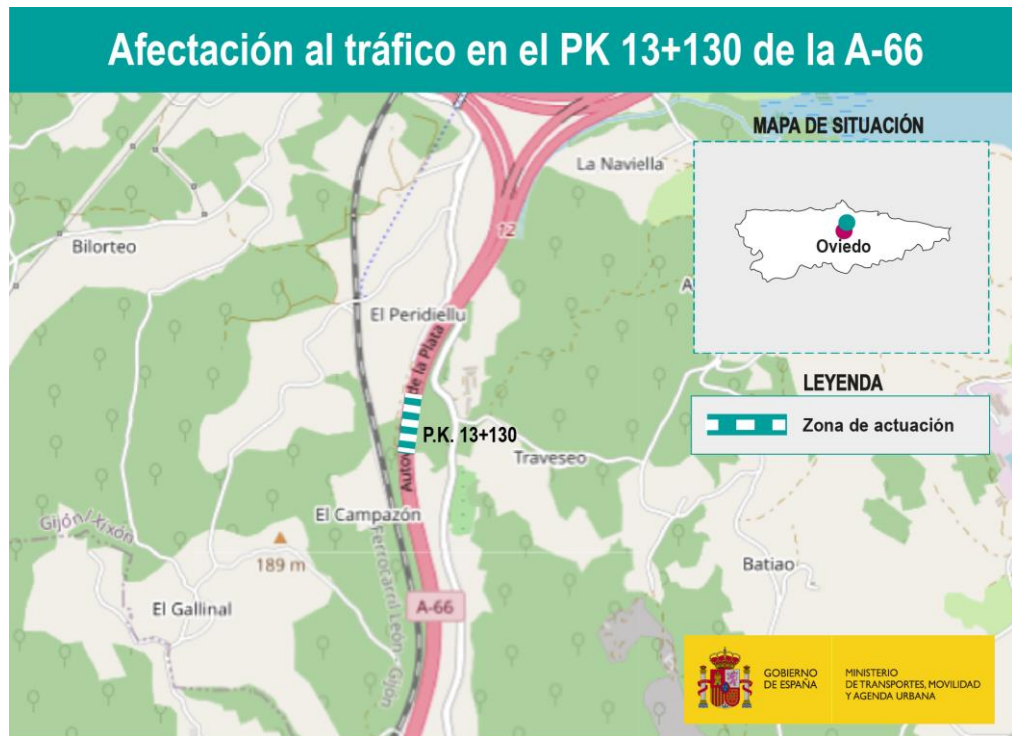 Afectación al tráfico en el PK 13+130 de la A-66
MAPA DE SITUACIÓN
La Naviella
12
Bilorteo
Oviedo
A
El Peridiellu
de la Plata
LEYENDA
Zona de actuación
P.K. 13+130
Autov
Traveseo
El Campazón
Gijón/Xixón
189 m
Ferrocarril León - Gijón
Batiao
El Gallinal
A-66
GOBIERNO
DE ESPAÑA
MINISTERIO
DE TRANSPORTES, MOVILIDAD
Y AGENDA URBANA